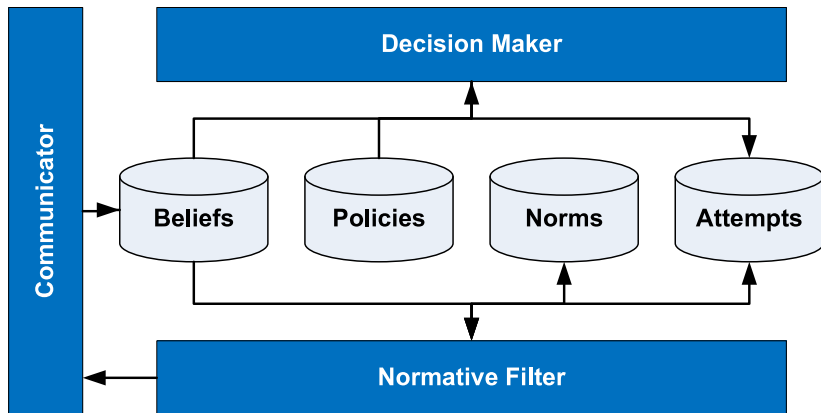 Decision Maker
Communicator
Beliefs
Policies
Norms
Attempts
Normative Filter